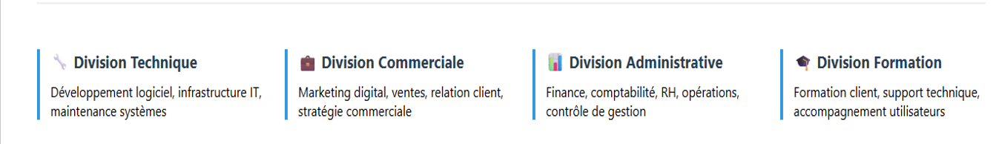 Division Technique
Développement logiciel, infrastructure IT,
maintenance systèmes
Division Commerciale
Marketing digital, ventes, relation client,
stratégie commerciale
Division Administrative
Finance, comptabilité, RH, opérations,
contrôle de gestion
Division Formation
Formation client, support technique,
accompagnement utilisateurs